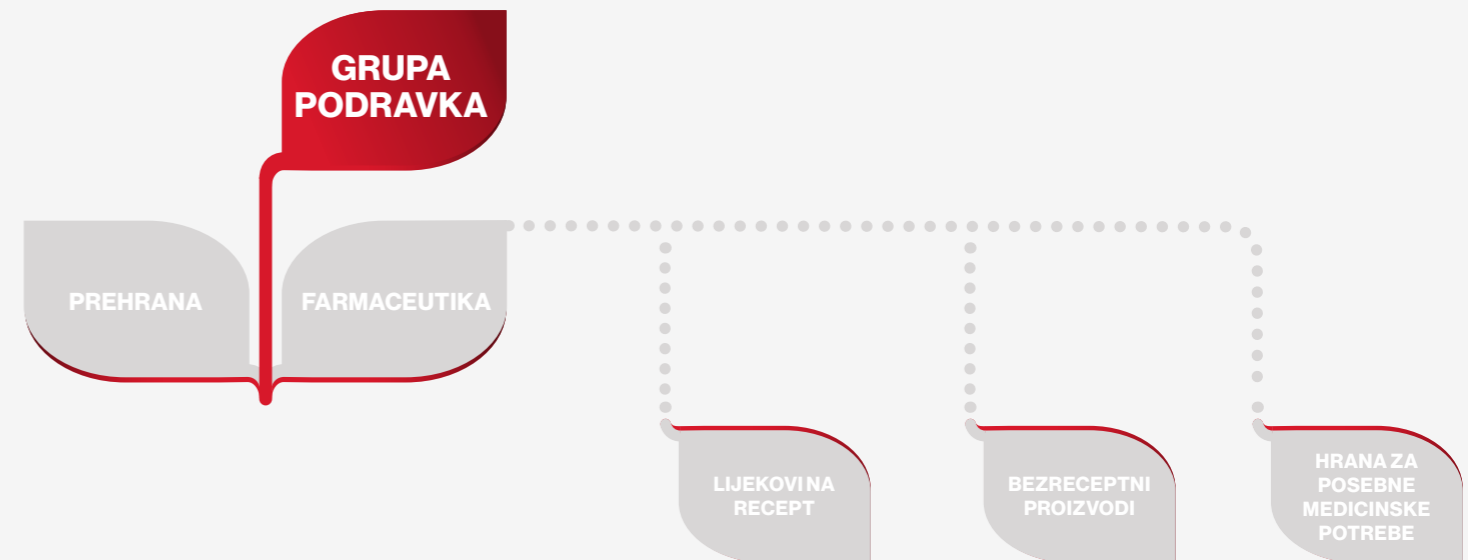 GRUPA
PODRAVKA
PREHRANA
FARMACEUTIKA
LIJEKOVI NA
RECEPT
BEZRECEPTNI
PROIZVODI
HRANA ZA
POSEBNE
MEDICINSKE
POTREBE